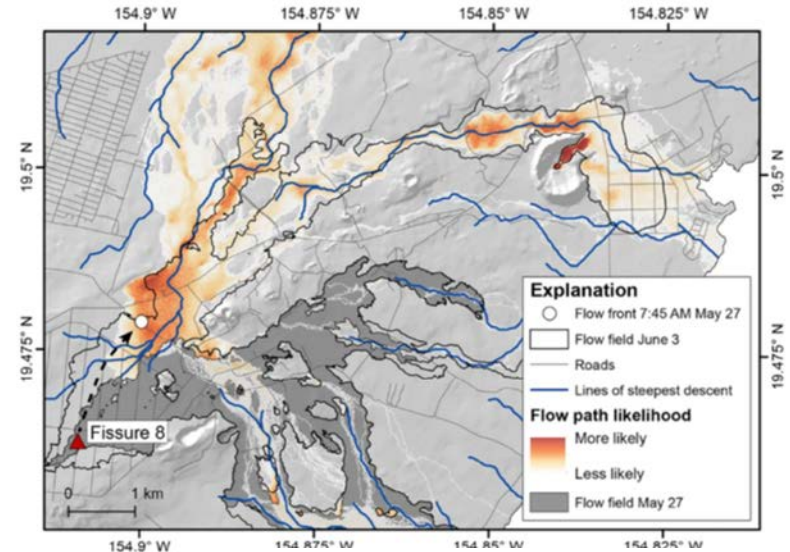 154.9° W 154.875° W 154.85° W 154.825° W
19.5° N 19.5° N
19.475° N 19.475° N
Fissure 8
0 1 km
Explanation
Flow front 7:45 AM May 27
Flow field June 3
Roads
Lines of steepest descent
Flow path likelihood
More likely
Less likely
Flow field May 27
154.9° W 154.875° W 154.85° W 154.825° W